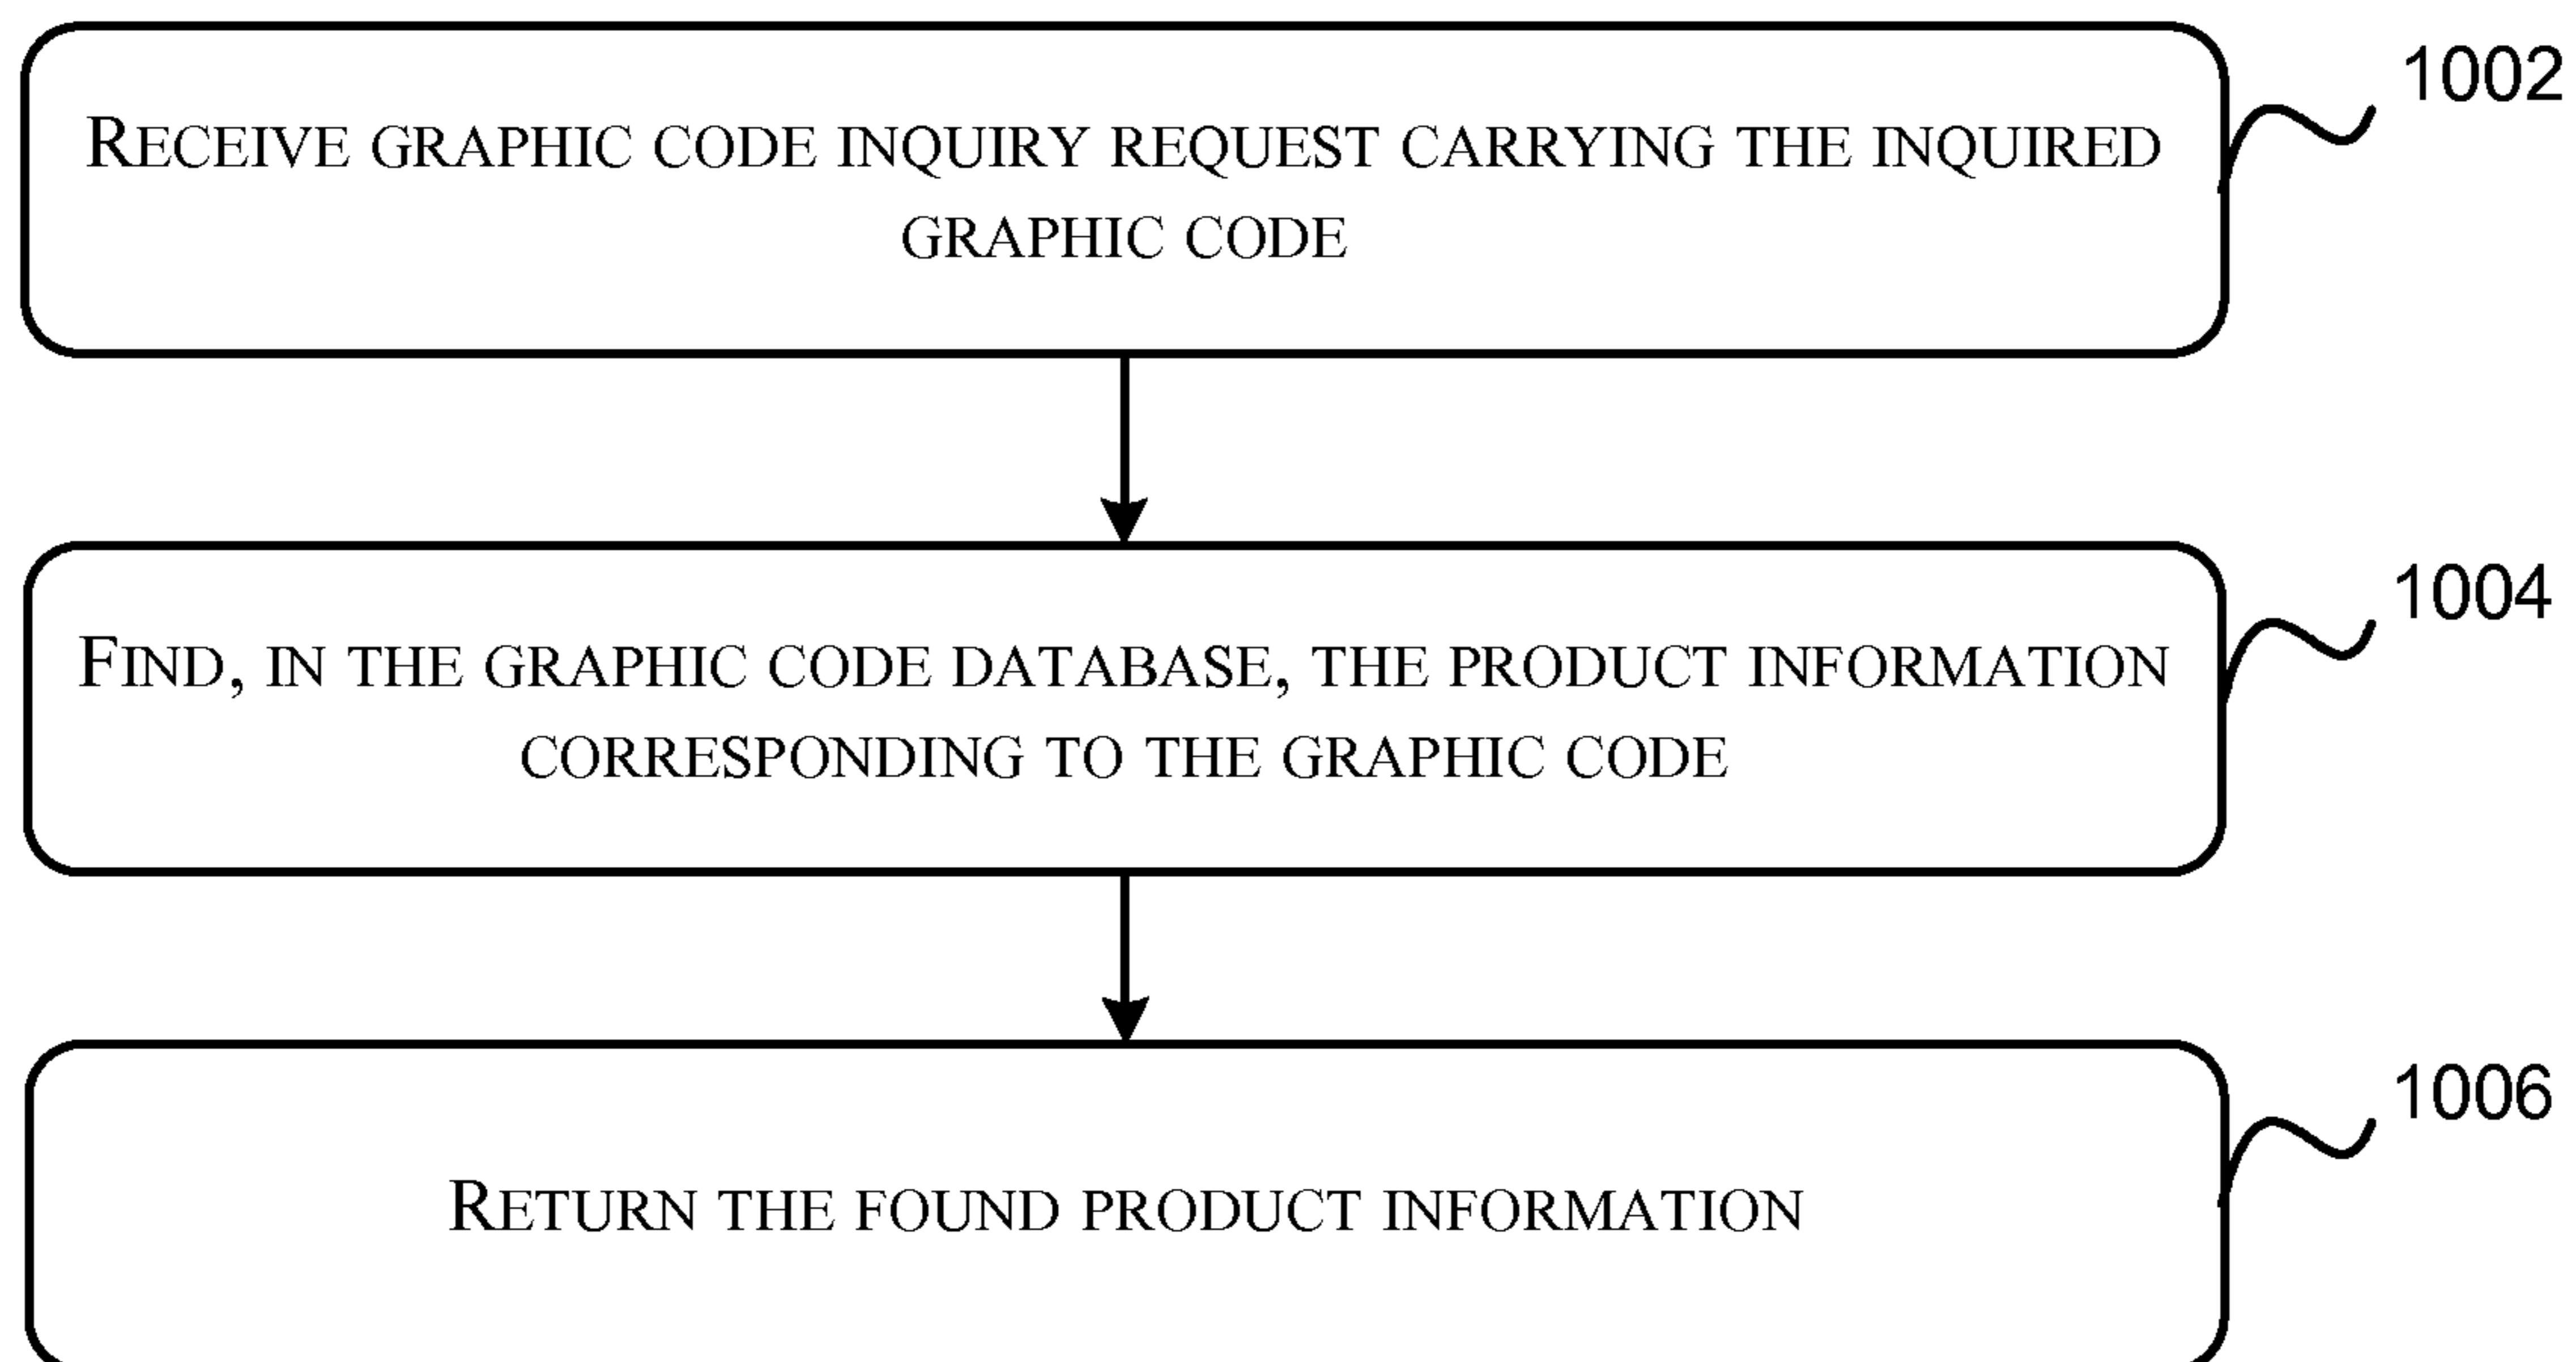 RECEIVE GRAPHIC CODE INQUIRY REQUEST CARRYING THE INQUIRED
GRAPHIC CODE
1002
FIND, IN THE GRAPHIC CODE DATABASE, THE PRODUCT INFORMATION
CORRESPONDING TO THE GRAPHIC CODE
1004
RETURN THE FOUND PRODUCT INFORMATION
1006